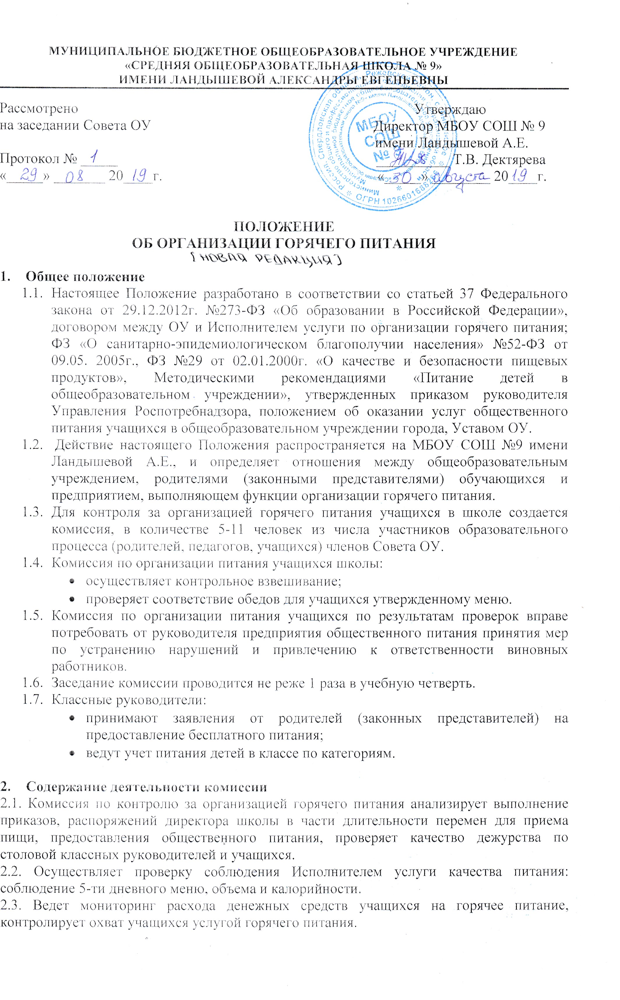 МУНИЦИПАЛЬНОЕ БЮДЖЕТНОЕ ОБЩЕОБРАЗОВАТЕЛЬНОЕ УЧРЕЖДЕНИЕ
«СРЕДНЯЯ ОБЩЕОБРАЗОВАТЕЛЬНАЯ ШКОЛА № 9»
ИМЕНИ ЛАНДЫШЕВОЙ АЛЕКСАНДРЫ ЕВГЕНЬЕВНЫ
Рассмотрено
на заседании Совета ОУ
Протокол № 1
«29» 08 2019 г.
Утверждаю
Директор МБОУ СОШ № 9
имени Ландышевой А.Е.
Т.В. Дектярева
«30» августа 2019 г.
МБОУ
СОШ
№ 9
ОГРН 1026601688266
ПОЛОЖЕНИЕ
ОБ ОРГАНИЗАЦИИ ГОРЯЧЕГО ПИТАНИЯ
[НОВАЯ РЕДАКЦИЯ]
1. Общее положение
1.1. Настоящее Положение разработано в соответствии со статьей 37 Федерального
закона от 29.12.2012г. №273-ФЗ «Об образовании в Российской Федерации»,
договором между ОУ и Исполнителем услуги по организации горячего питания;
ФЗ «О санитарно-эпидемиологическом благополучии населения» №52-ФЗ от
09.05. 2005г., ФЗ №29 от 02.01.2000г. «О качестве и безопасности пищевых
продуктов», Методическими рекомендациями «Питание детей в
общеобразовательном учреждении», утвержденных приказом руководителя
Управления Роспотребнадзора, положением об оказании услуг общественного
питания учащихся в общеобразовательном учреждении города, Уставом ОУ.
1.2. Действие настоящего Положения распространяется на МБОУ СОШ №9 имени
Ландышевой А.Е., и определяет отношения между общеобразовательным
учреждением, родителями (законными представителями) обучающихся и
предприятием, выполняющем функции организации горячего питания.
1.3. Для контроля за организацией горячего питания учащихся в школе создается
комиссия, в количестве 5-11 человек из числа участников образовательного
процесса (родителей, педагогов, учащихся) членов Совета ОУ.
1.4. Комиссия по организации питания учащихся школы:
• осуществляет контрольное взвешивание;
• проверяет соответствие обедов для учащихся утвержденному меню.
1.5. Комиссия по организации питания учащихся по результатам проверок вправе
потребовать от руководителя предприятия общественного питания принятия мер
по устранению нарушений и привлечению к ответственности виновных
работников.
1.6. Заседание комиссии проводится не реже 1 раза в учебную четверть.
1.7. Классные руководители:
• принимают заявления от родителей (законных представителей) на
предоставление бесплатного питания;
• ведут учет питания детей в классе по категориям.
2. Содержание деятельности комиссии
2.1. Комиссия по контролю за организацией горячего питания анализирует выполнение
приказов, распоряжений директора школы в части длительности перемен для приема
пищи, предоставления общественного питания, проверяет качество дежурства по
столовой классных руководителей и учащихся.
2.2. Осуществляет проверку соблюдения Исполнителем услуги качества питания:
соблюдение 5-ти дневного меню, объема и калорийности.
2.3. Ведет мониторинг расхода денежных средств учащихся на горячее питание,
контролирует охват учащихся услугой горячего питания.